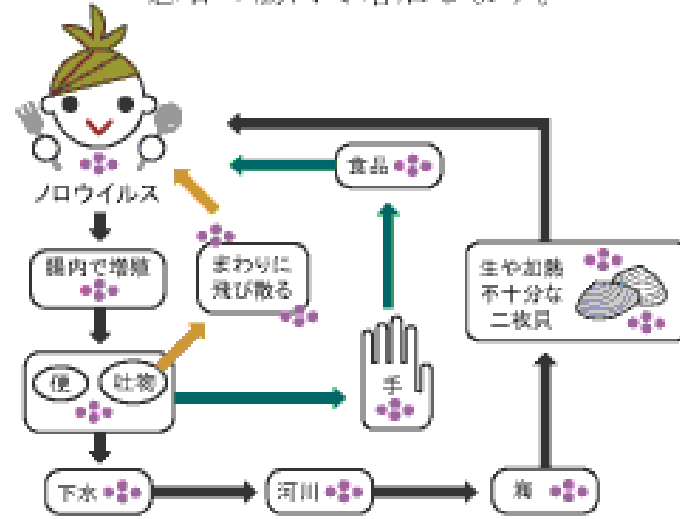 ノロウイルス
食品
腸内で増殖
まわりに
飛び散る
生や加熱
不十分な
二枚貝
便
吐物
手
下水
河川
海